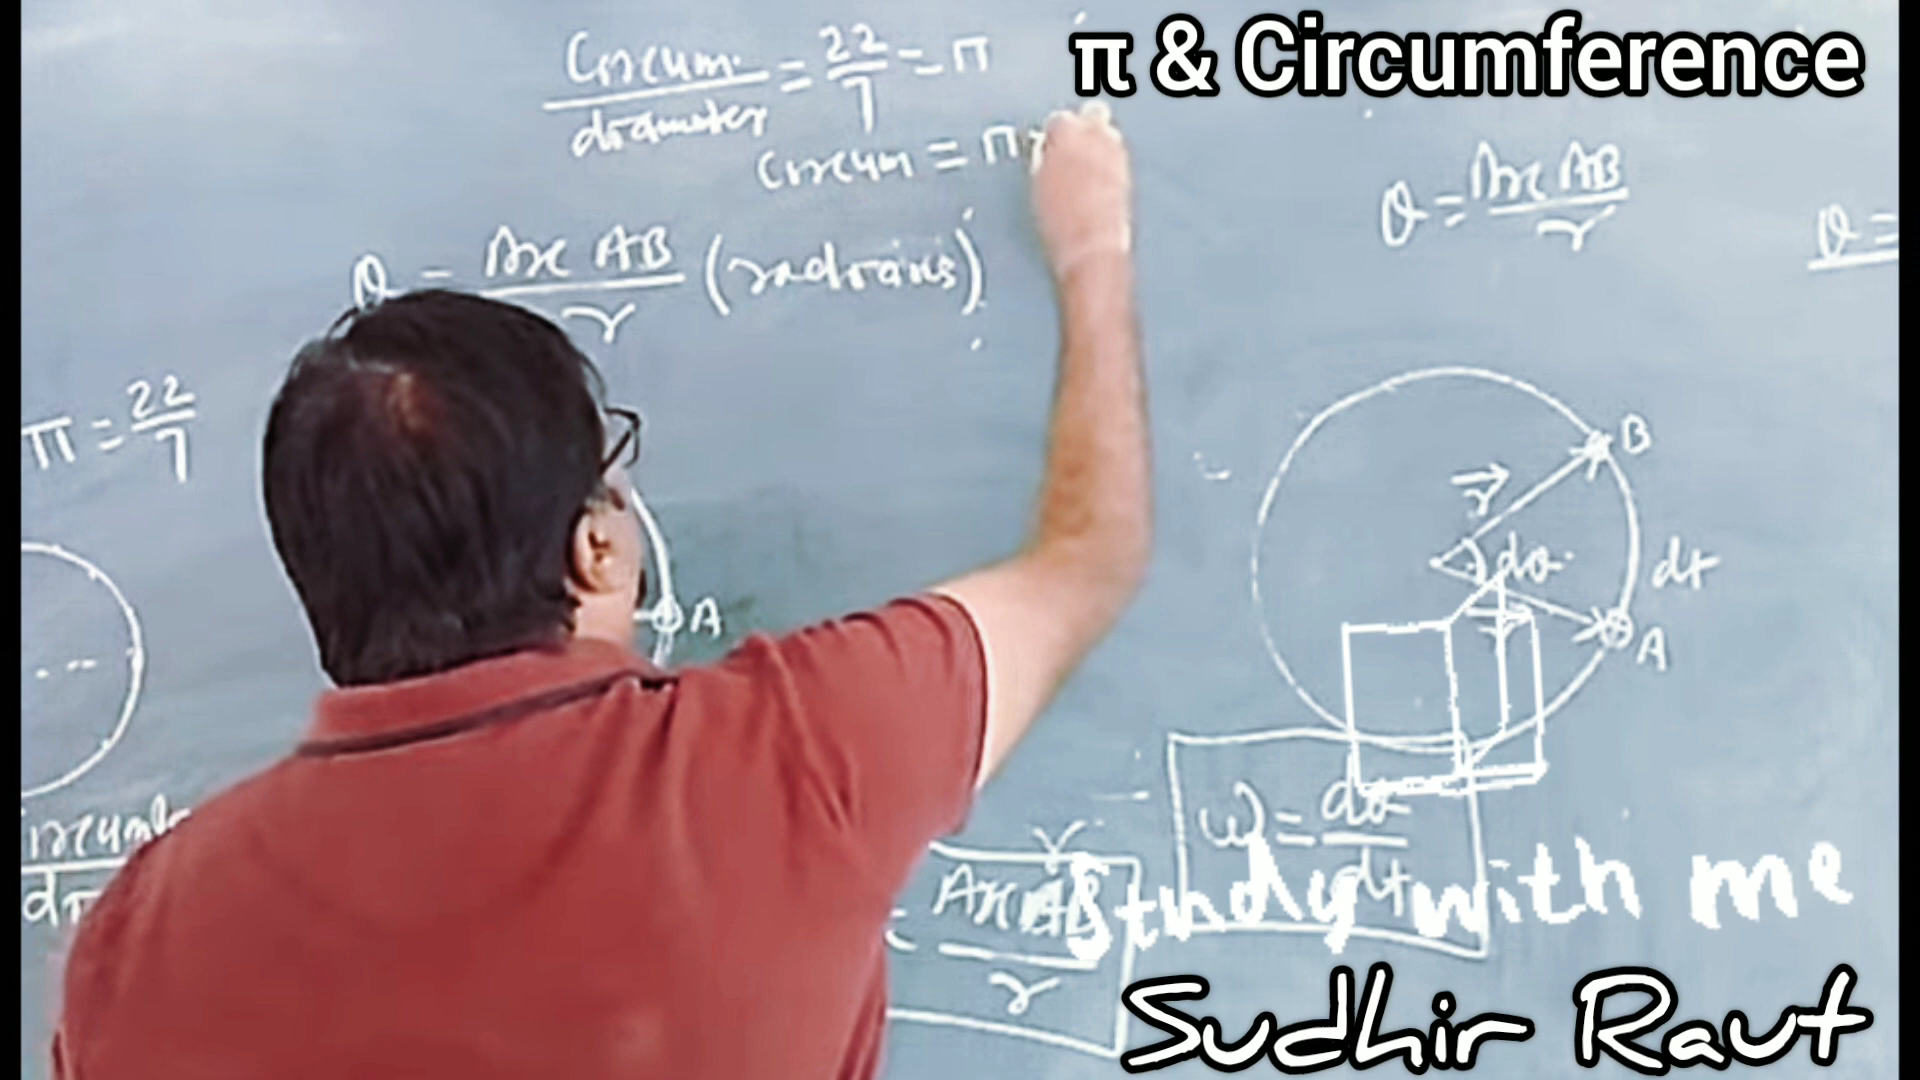 π & Circumference
Circum. / diameter = 22/7 = π
Circum = π
θ = Arc AB / r (radians)
θ = Arc AB / r
θ =
π = 22/7
B
r
dθ
dt
A
A
ω = dθ/dt
Arc AB / r
Study with me
Sudhir Raut